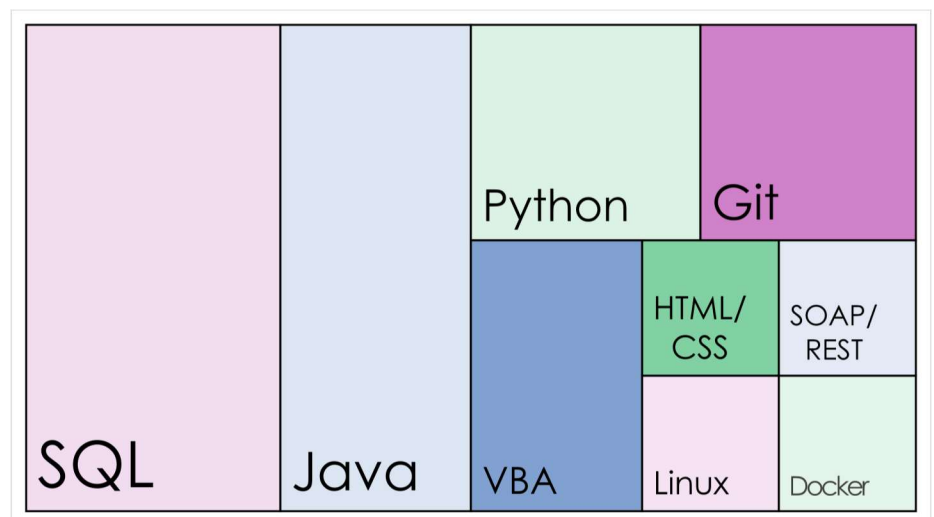 SQL
Java
Python
Git
VBA
HTML/
CSS
SOAP/
REST
Linux
Docker